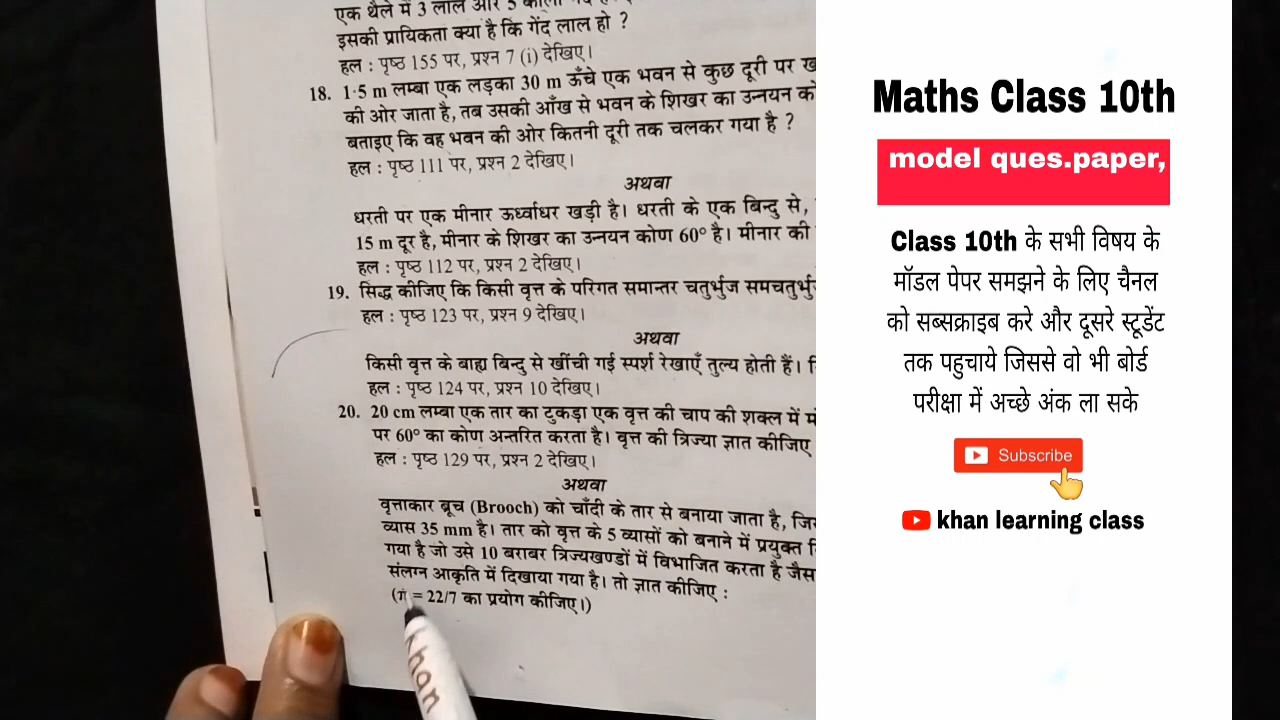 एक थैले में 3 लाल और 5 काली
इसकी प्रायिकता क्या है कि गेंद लाल हो ?
हल : पृष्ठ 155 पर, प्रश्न 7 (i) देखिए।
18. 1·5 m लम्बा एक लड़का 30 m ऊँचे एक भवन से कुछ दूरी पर
की ओर जाता है, तब उसकी आँख से भवन के शिखर का उन्नयन
बताइए कि वह भवन की ओर कितनी दूरी तक चलकर गया है ?
हल : पृष्ठ 111 पर, प्रश्न 2 देखिए।
अथवा
धरती पर एक मीनार ऊर्ध्वाधर खड़ी है। धरती के एक बिन्दु से,
15 m दूर है, मीनार के शिखर का उन्नयन कोण 60° है। मीनार की
हल : पृष्ठ 112 पर, प्रश्न 2 देखिए।
19. सिद्ध कीजिए कि किसी वृत्त के परिगत समान्तर चतुर्भुज समचतुर्भुज
हल : पृष्ठ 123 पर, प्रश्न 9 देखिए।
अथवा
किसी वृत्त के बाह्य बिन्दु से खींची गई स्पर्श रेखाएँ तुल्य होती हैं।
हल : पृष्ठ 124 पर, प्रश्न 10 देखिए।
20. 20 cm लम्बा एक तार का टुकड़ा एक वृत्त की चाप की शक्ल में
पर 60° का कोण अन्तरित करता है। वृत्त की त्रिज्या ज्ञात कीजिए
हल : पृष्ठ 129 पर, प्रश्न 2 देखिए।
अथवा
वृत्ताकार ब्रूच (Brooch) को चाँदी के तार से बनाया जाता है,
व्यास 35 mm है। तार को वृत्त के 5 व्यासों को बनाने में प्रयुक्त
गया है जो उसे 10 बराबर त्रिज्यखण्डों में विभाजित करता है
संलग्न आकृति में दिखाया गया है। तो ज्ञात कीजिए :
(π = 22/7 का प्रयोग कीजिए।)
khan
Maths Class 10th
model ques.paper,
Class 10th के सभी विषय के
मॉडल पेपर समझने के लिए चैनल
को सब्सक्राइब करे और दूसरे स्टूडेंट
तक पहुचाये जिससे वो भी बोर्ड
परीक्षा में अच्छे अंक ला सके
Subscribe
khan learning class